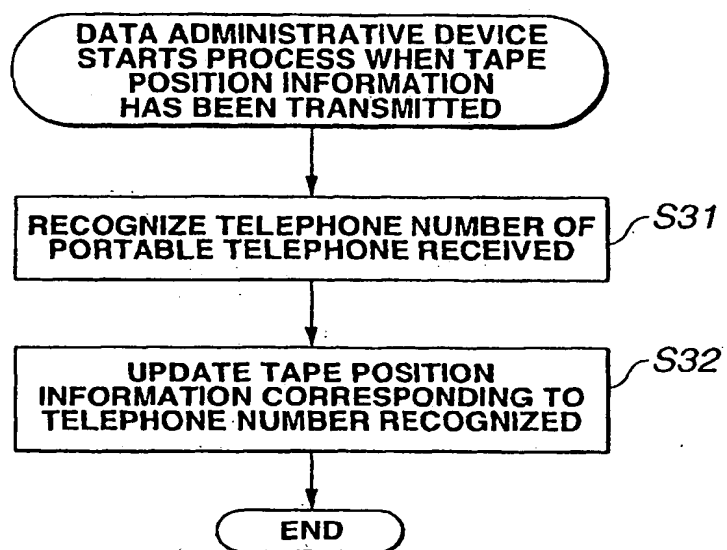 DATA ADMINISTRATIVE DEVICE
STARTS PROCESS WHEN TAPE
POSITION INFORMATION
HAS BEEN TRANSMITTED
RECOGNIZE TELEPHONE NUMBER OF
PORTABLE TELEPHONE RECEIVED
S31
UPDATE TAPE POSITION
INFORMATION CORRESPONDING TO
TELEPHONE NUMBER RECOGNIZED
S32
END